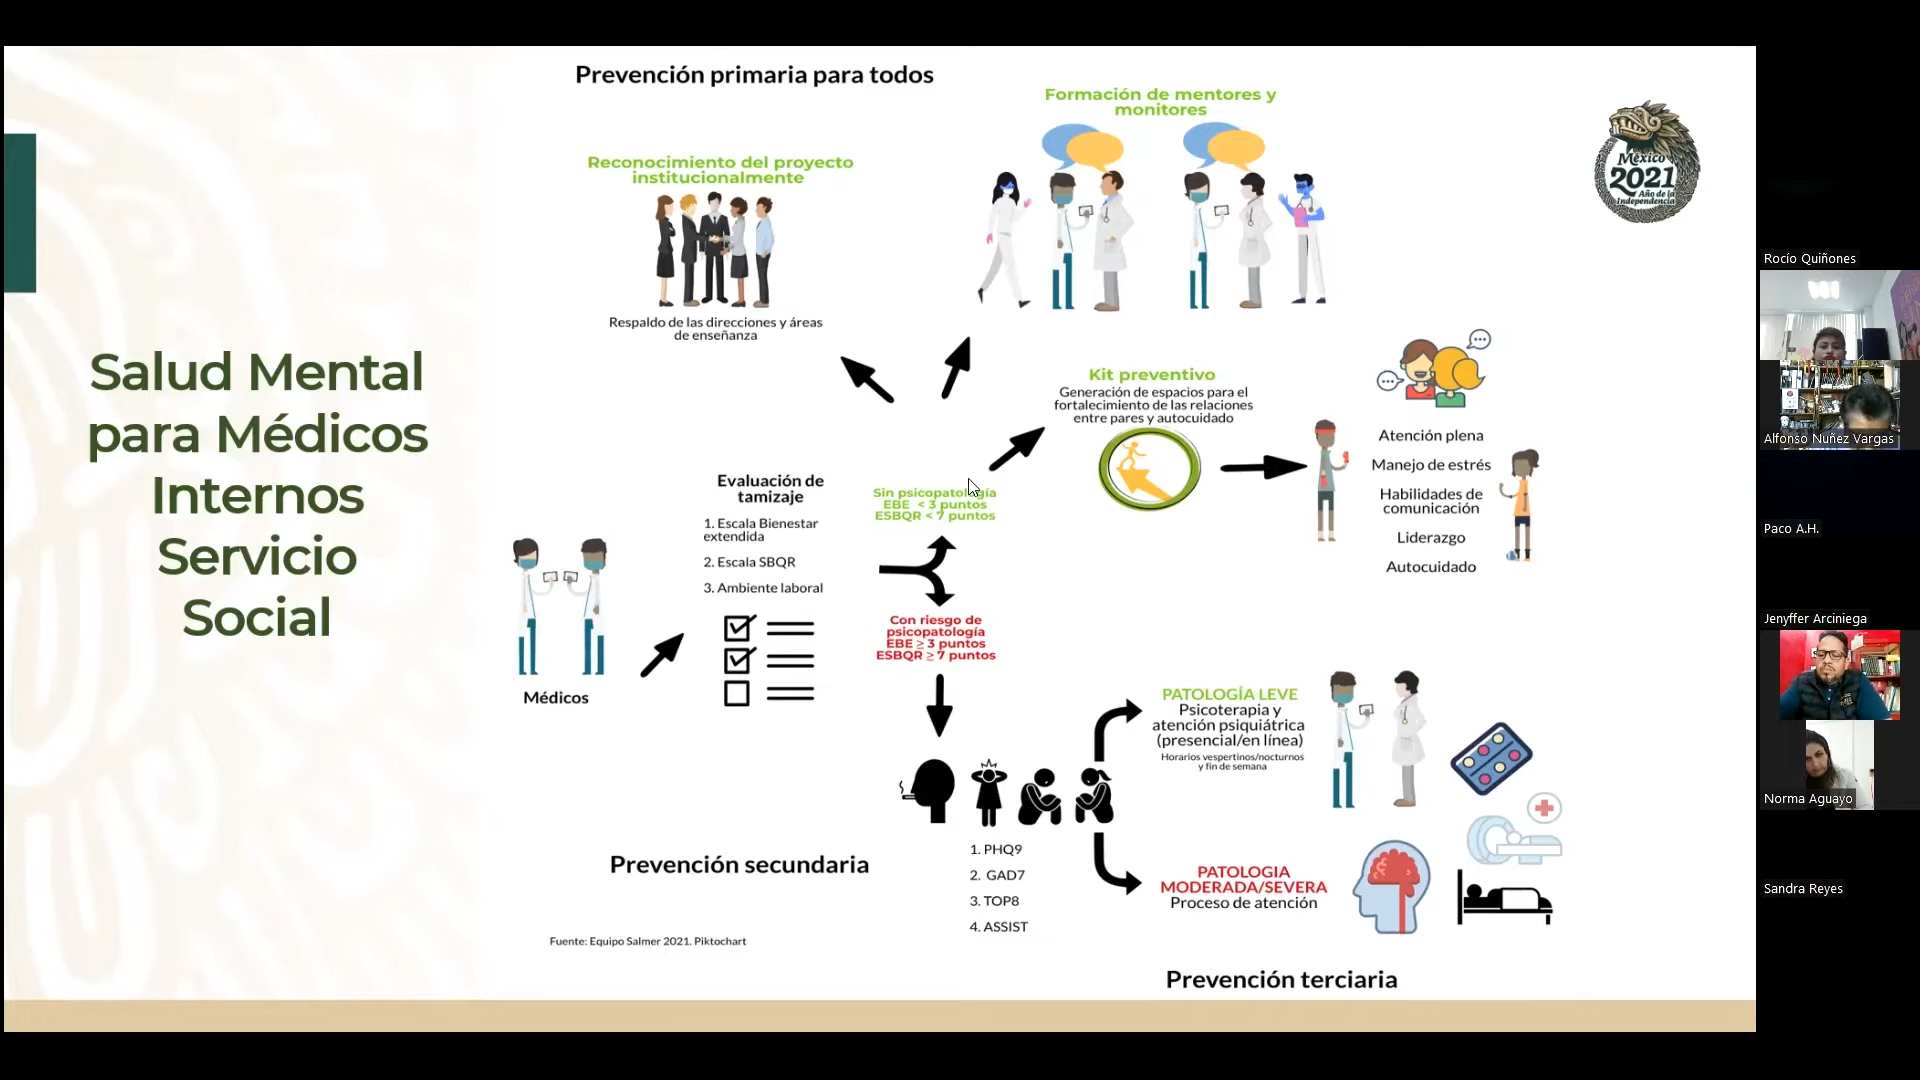 Salud Mental
para Médicos
Internos
Servicio
Social
Prevención primaria para todos
Reconocimiento del proyecto
institucionalmente
Respaldo de las direcciones y áreas
de enseñanza
Formación de mentores y
monitores
México
2021
Año de la
Independencia
Kit preventivo
Generación de espacios para el
fortalecimiento de las relaciones
entre pares y autocuidado
Atención plena
Manejo de estrés
Habilidades de
comunicación
Liderazgo
Autocuidado
Médicos
Evaluación de
tamizaje
1. Escala Bienestar
extendida
2. Escala SBQR
3. Ambiente laboral
Sin psicopatología
EBE < 3 puntos
ESBQR < 7 puntos
Con riesgo de
psicopatología
EBE ≥ 3 puntos
ESBQR ≥ 7 puntos
Prevención secundaria
1. PHQ9
2. GAD7
3. TOP8
4. ASSIST
PATOLOGÍA LEVE
Psicoterapia y
atención psiquiátrica
(presencial/en línea)
Horarios vespertinos/nocturnos
y fin de semana
PATOLOGIA
MODERADA/SEVERA
Proceso de atención
Fuente: Equipo Salmer 2021. Piktochart
Prevención terciaria
Rocío Quiñones
Alfonso Nuñez Vargas
Paco A.H.
Jenyffer Arciniega
Norma Aguayo
Sandra Reyes